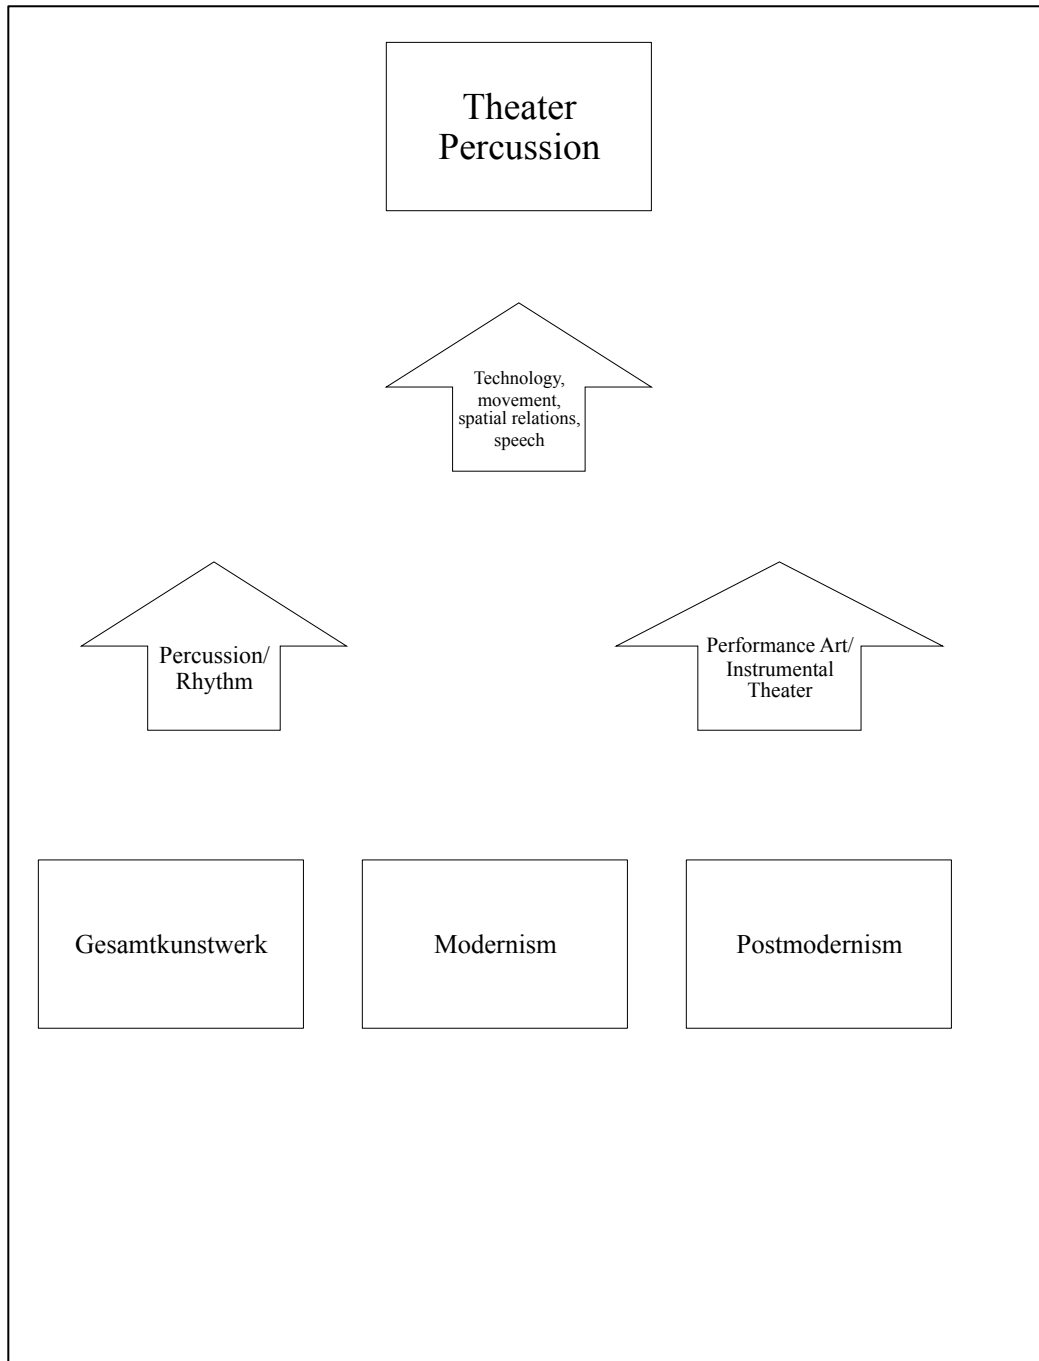 Theater
Percussion
Technology,
movement,
spatial relations,
speech
Percussion/
Rhythm
Performance Art/
Instrumental
Theater
Gesamtkunstwerk
Modernism
Postmodernism